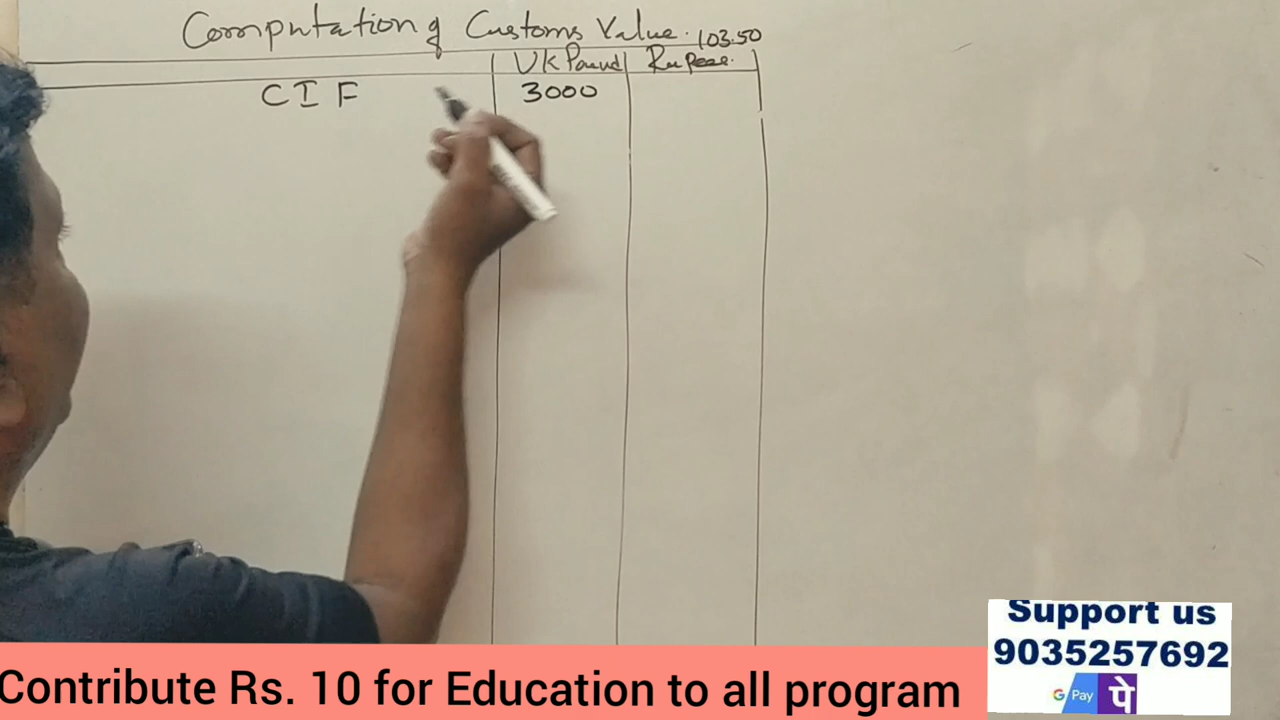 Computation of Customs Value.
103.50
UK Pound Rupees.
CIF 3000
Support us
9035257692
G Pay पे
Contribute Rs. 10 for Education to all program